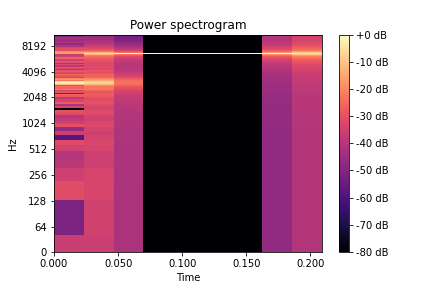 Power spectrogram
8192
4096
2048
1024
512
256
128
64
0
Hz
0.000 0.050 0.100 0.150 0.200
Time
+0 dB
-10 dB
-20 dB
-30 dB
-40 dB
-50 dB
-60 dB
-70 dB
-80 dB